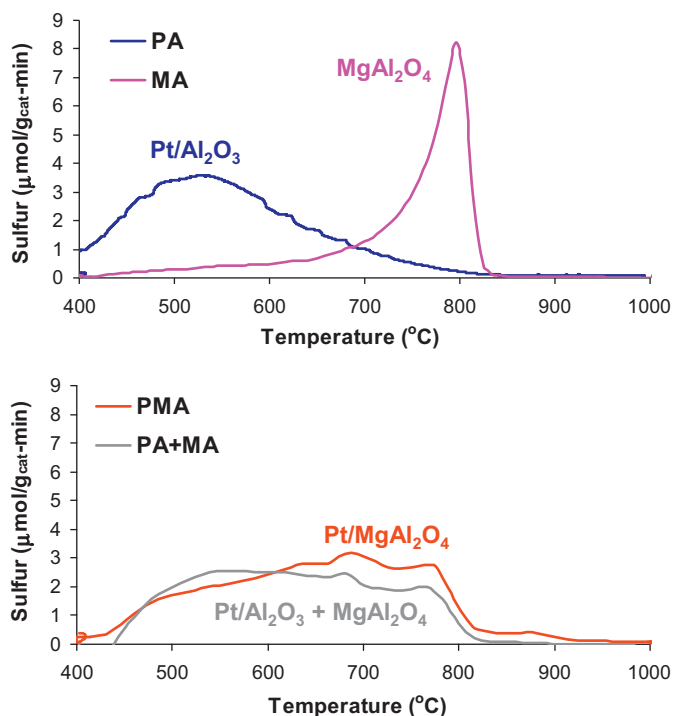 9
8
7
6
5
4
3
2
1
0
Sulfur (μmol/gcat-min)
PA
MA
MgAl₂O₄
Pt/Al₂O₃
400 500 600 700 800 900 1000
Temperature (°C)
9
8
7
6
5
4
3
2
1
0
Sulfur (μmol/gcat-min)
PMA
PA+MA
Pt/MgAl₂O₄
Pt/Al₂O₃ + MgAl₂O₄
400 500 600 700 800 900 1000
Temperature (°C)